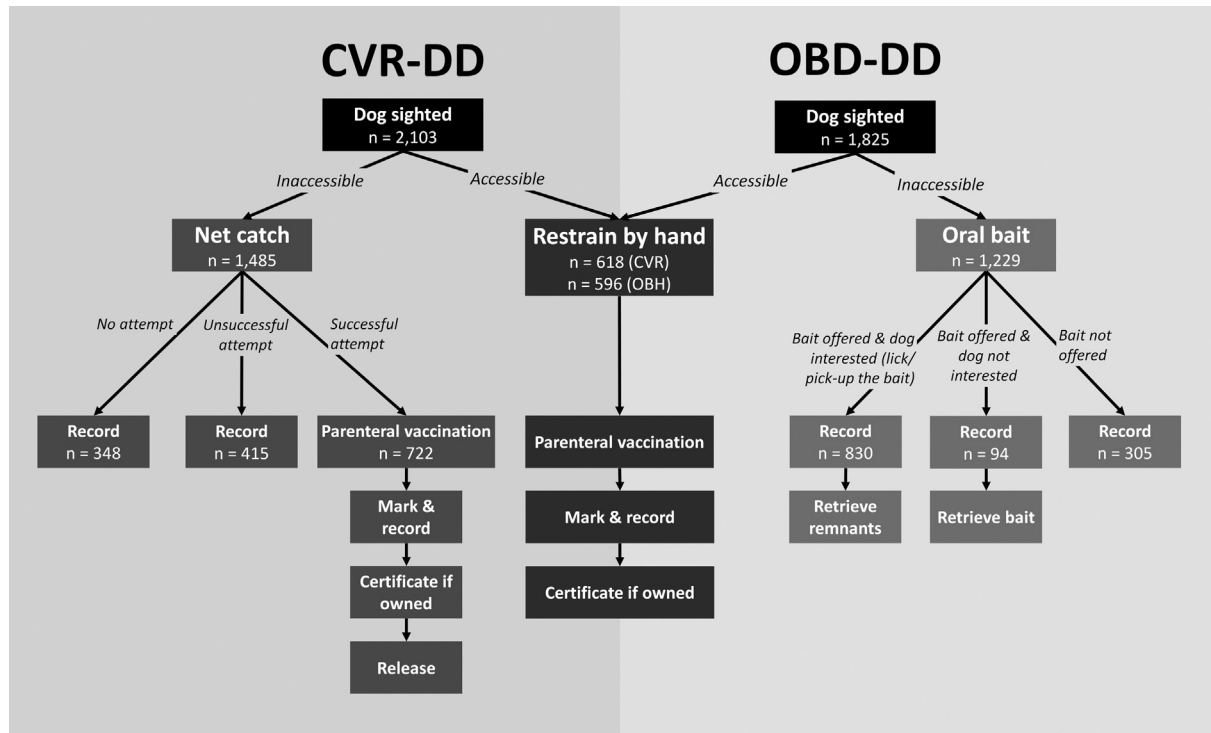 CVR-DD
OBD-DD
Dog sighted
n = 2,103
Dog sighted
n = 1,825
Inaccessible
Accessible
Accessible
Inaccessible
Net catch
n = 1,485
Restrain by hand
n = 618 (CVR)
n = 596 (OBH)
Oral bait
n = 1,229
No attempt
Unsuccessful
attempt
Successful
attempt
Bait offered & dog
interested (lick/
pick-up the bait)
Bait offered &
dog not
interested
Bait not
offered
Record
n = 348
Record
n = 415
Parenteral vaccination
n = 722
Parenteral vaccination
Record
n = 830
Record
n = 94
Record
n = 305
Mark &
record
Mark & record
Retrieve
remnants
Retrieve bait
Certificate if
owned
Certificate if owned
Release